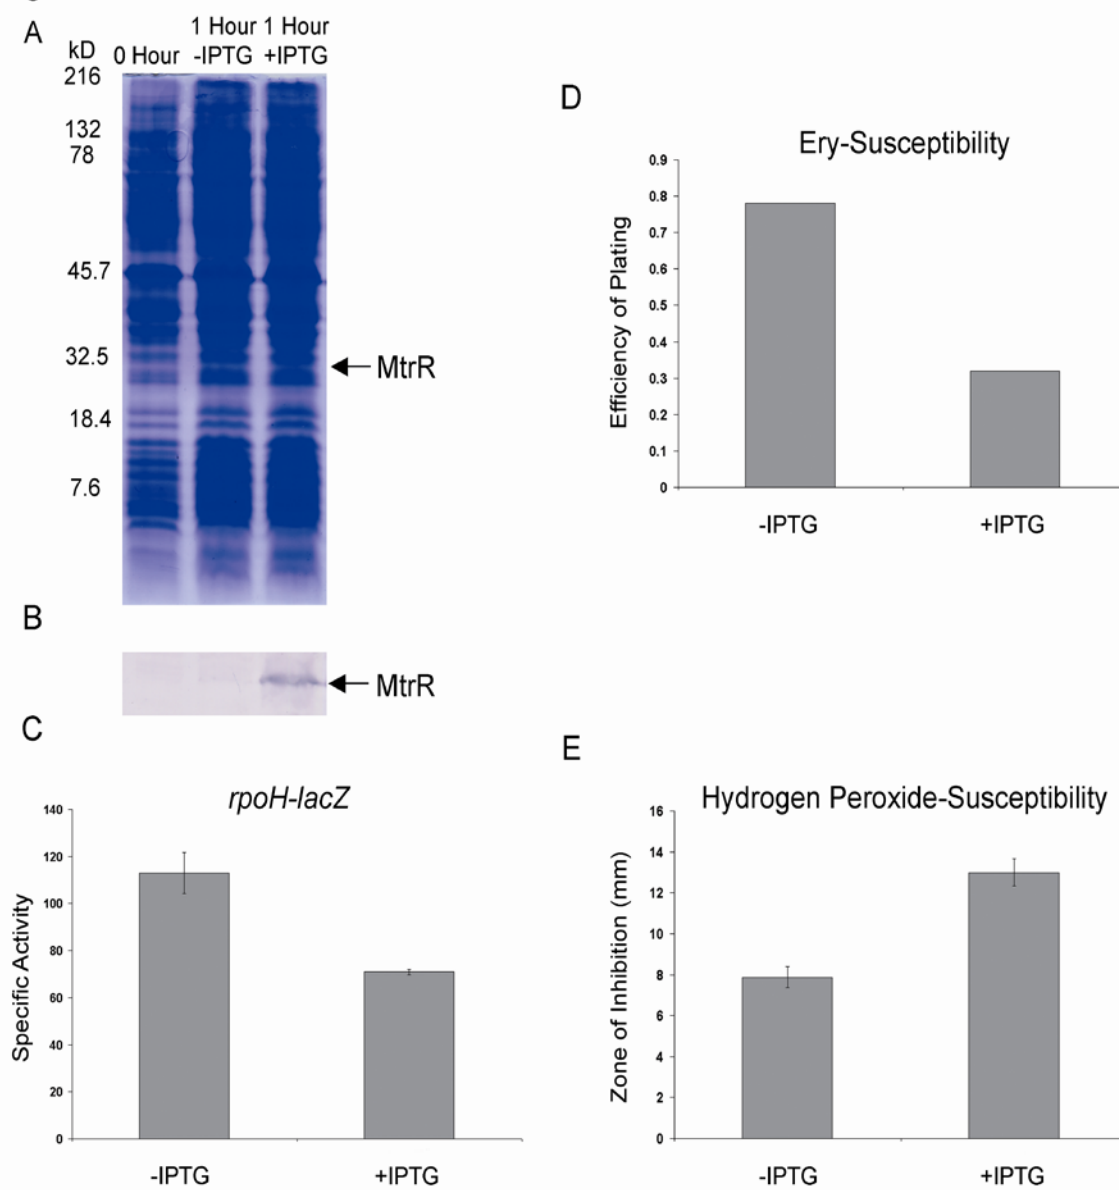 A
kD
0 Hour
1 Hour
-IPTG
1 Hour
+IPTG
216
132
78
45.7
32.5
18.4
7.6
MtrR
B
MtrR
C
rpoH-lacZ
Specific Activity
140
120
100
80
60
40
20
0
-IPTG
+IPTG
D
Ery-Susceptibility
Efficiency of Plating
0.9
0.8
0.7
0.6
0.5
0.4
0.3
0.2
0.1
0
-IPTG
+IPTG
E
Hydrogen Peroxide-Susceptibility
Zone of Inhibition (mm)
16
14
12
10
8
6
4
2
0
-IPTG
+IPTG